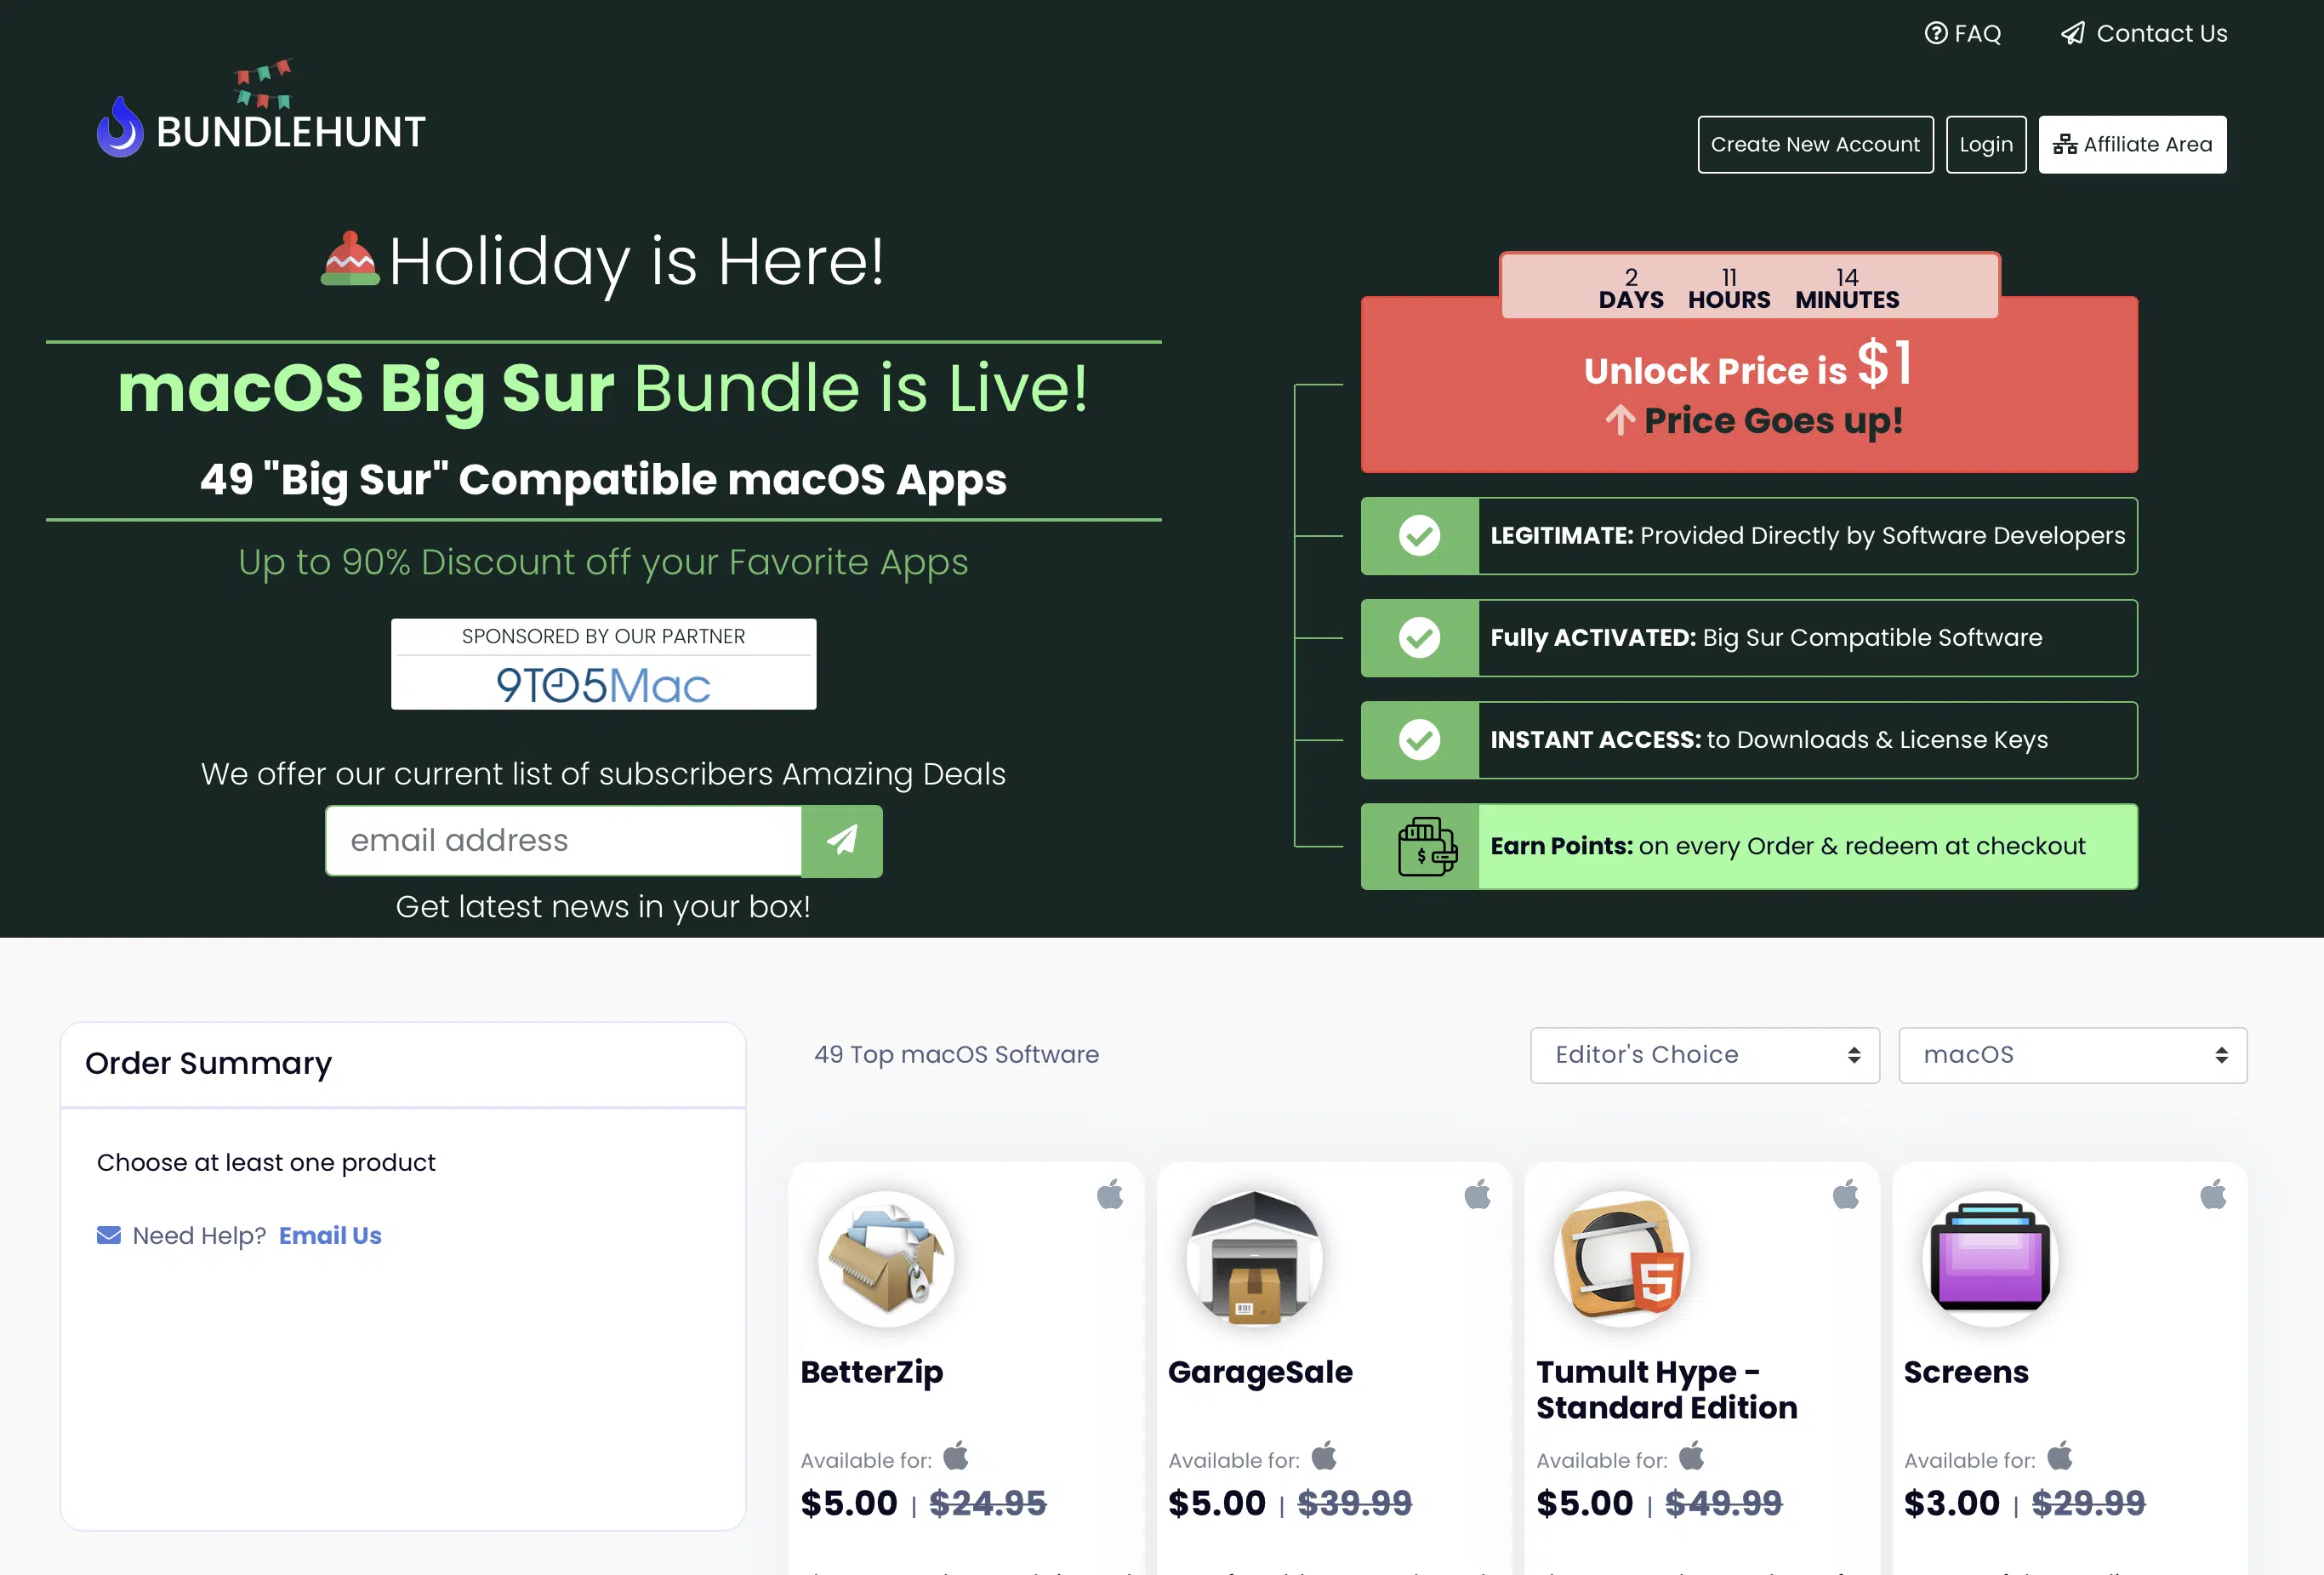 FAQ
Contact Us
BUNDLEHUNT
Create New Account
Login
Affiliate Area
Holiday is Here!
macOS Big Sur Bundle is Live!
49 "Big Sur" Compatible macOS Apps
Up to 90% Discount off your Favorite Apps
SPONSORED BY OUR PARTNER
9TO5Mac
We offer our current list of subscribers Amazing Deals
email address
Get latest news in your box!
2 11 14
DAYS HOURS MINUTES
Unlock Price is $1
Price Goes up!
LEGITIMATE: Provided Directly by Software Developers
Fully ACTIVATED: Big Sur Compatible Software
INSTANT ACCESS: to Downloads & License Keys
$
Earn Points: on every Order & redeem at checkout
Order Summary
Choose at least one product
Need Help? Email Us
49 Top macOS Software
Editor's Choice
macOS
BetterZip
Available for:
$5.00 | $24.95
GarageSale
Available for:
$5.00 | $39.99
5
Tumult Hype -
Standard Edition
Available for:
$5.00 | $49.99
Screens
Available for:
$3.00 | $29.99